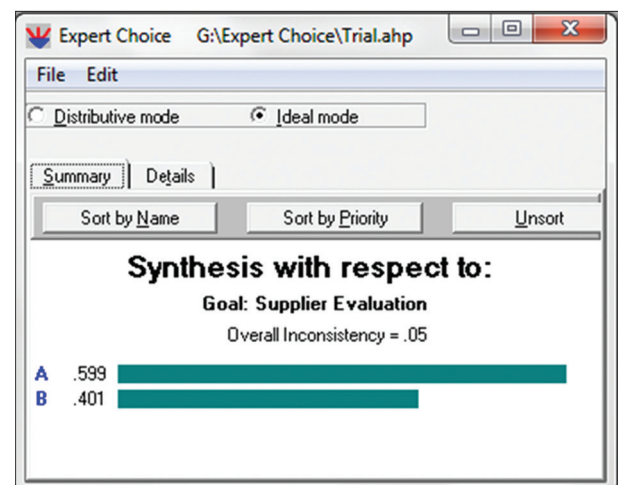 Expert Choice G:\Expert Choice\Trial.ahp
File Edit
Distributive mode Ideal mode
Summary Details
Sort by Name Sort by Priority Unsort
Synthesis with respect to:
Goal: Supplier Evaluation
Overall Inconsistency = .05
A .599
B .401